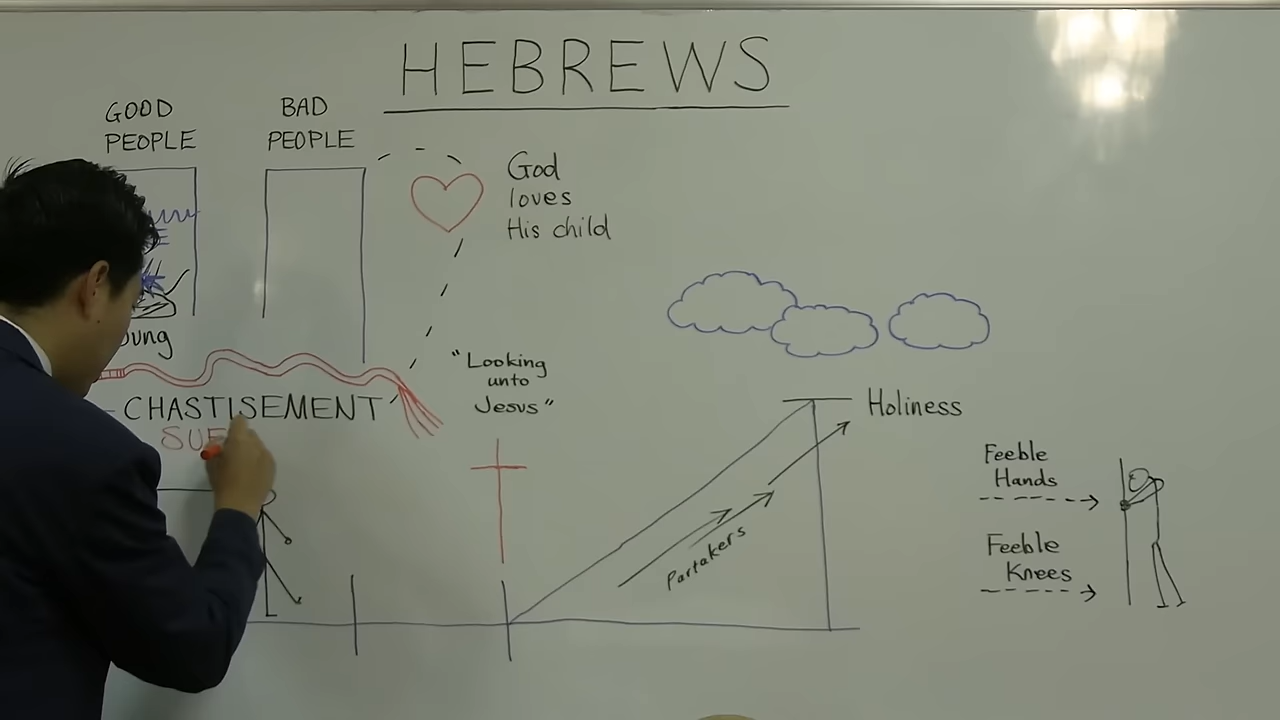 HEBREWS
GOOD
PEOPLE
BAD
PEOPLE
God
loves
His child
"Looking
unto
Jesus"
CHASTISEMENT
Holiness
Partakers
Feeble
Hands
Feeble
Knees